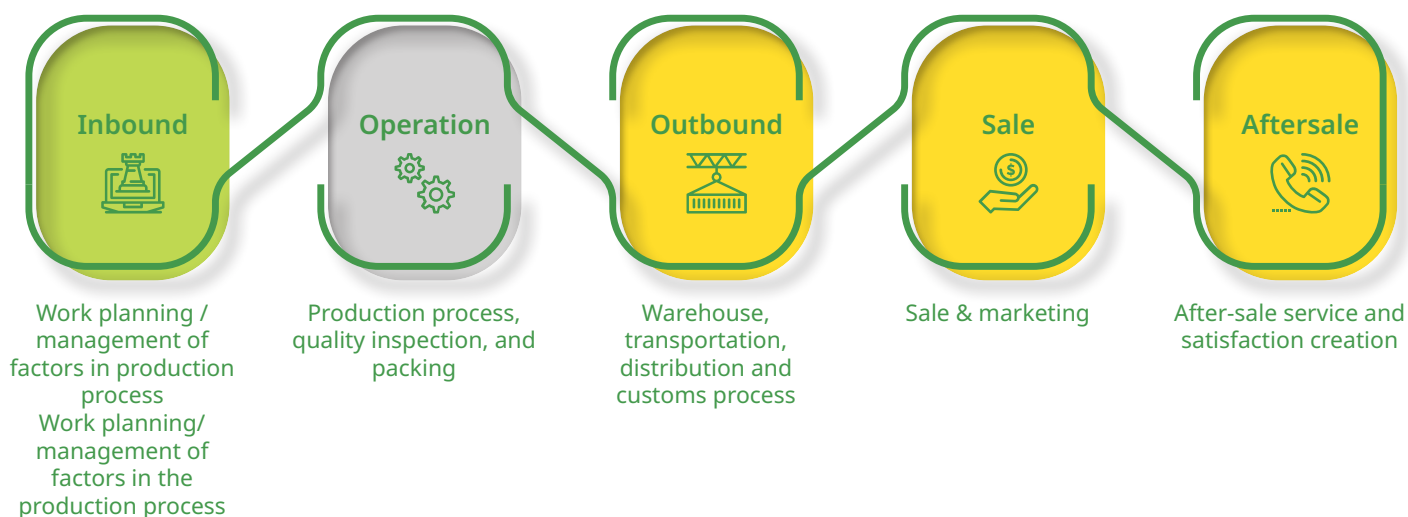 Inbound
Operation
Outbound
Sale
Aftersale
$
Work planning /
management of
factors in production
process
Work planning/
management of
factors in the
production process
Production process,
quality inspection, and
packing
Warehouse,
transportation,
distribution and
customs process
Sale & marketing
After-sale service and
satisfaction creation